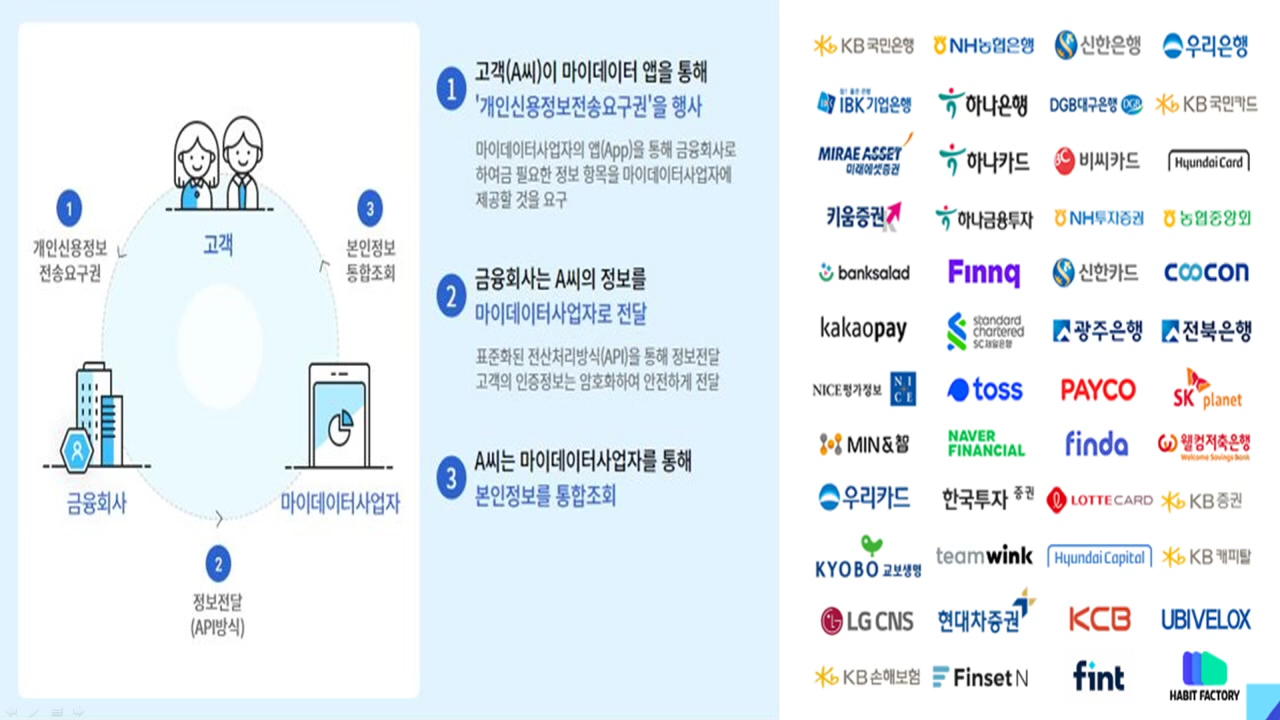 고객
1
개인신용정보
전송요구권
3
본인정보
통합조회
금융회사
마이데이터사업자
2
정보전달
(API방식)
1
고객(A씨)이 마이데이터 앱을 통해
'개인신용정보전송요구권'을 행사
마이데이터사업자의 앱(App)을 통해 금융회사로
하여금 필요한 정보 항목을 마이데이터사업자에
제공할 것을 요구
2
금융회사는 A씨의 정보를
마이데이터사업자로 전달
표준화된 전산처리방식(API)을 통해 정보전달
고객의 인증정보는 암호화하여 안전하게 전달
3
A씨는 마이데이터사업자를 통해
본인정보를 통합조회
KB국민은행 NH농협은행 신한은행 우리은행
IBK기업은행 하나은행 DGB대구은행 DGB KB국민카드
MIRAE ASSET
미래에셋증권 하나카드 BC 비씨카드 Hyundai Card
키움증권 하나금융투자 NH투자증권 농협중앙회
banksalad Finnq 신한카드 coocon
kakaopay standard
chartered
SC제일은행 광주은행 전북은행
NICE평가정보 NICE toss PAYCO SK planet
MIN&智 NAVER
FINANCIAL finda 웰컴저축은행
Welcome Savings Bank
우리카드 한국투자증권 LOTTE CARD KB증권
KYOBO 교보생명 teamwink Hyundai Capital KB캐피탈
LG CNS 현대차증권 KCB UBIVELOX
KB손해보험 Finset N fint HABIT FACTORY